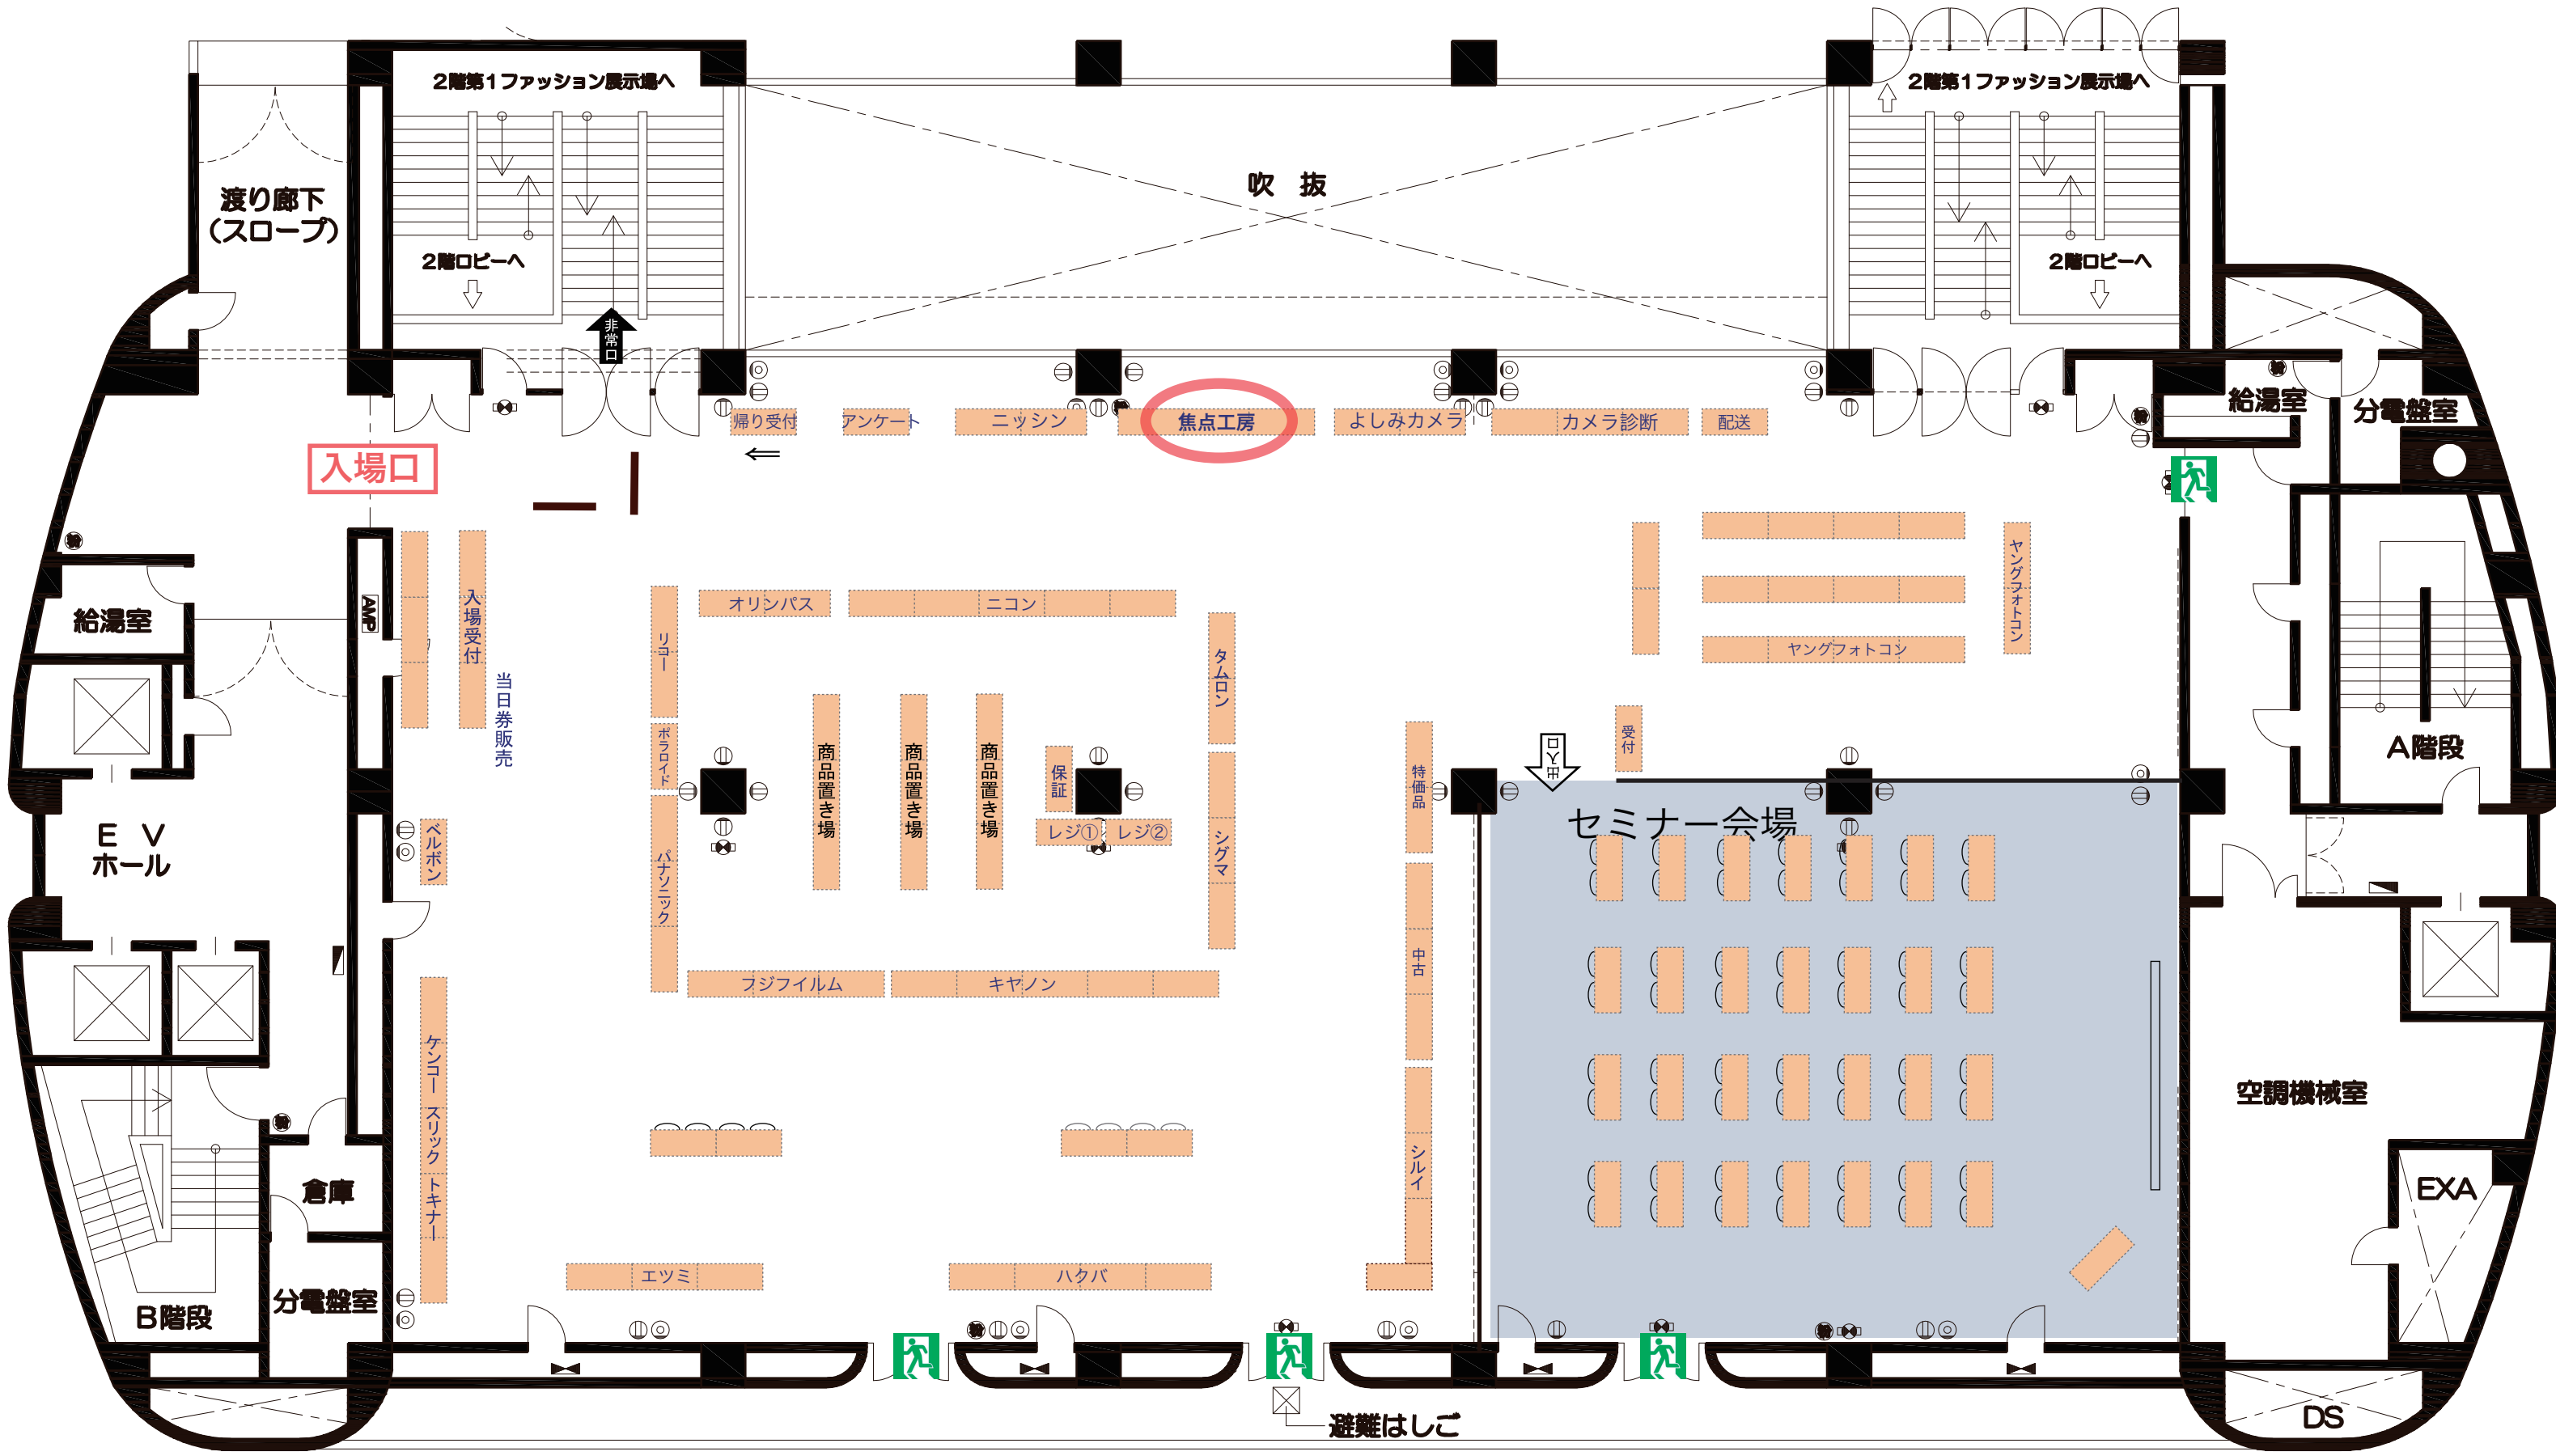 2階第1ファッション展示場へ
2階第1ファッション展示場へ
渡り廊下
(スロープ)
吹 抜
2階ロビーへ
2階ロビーへ
非常口
帰り受付
アンケート
ニッシン
焦点工房
よしみカメラ
カメラ診断
配送
給湯室
分電盤室
入場口
入場受付
当日券販売
AMP
給湯室
リコー
オリンパス
ニコン
タムロン
ヤングフォトコン
ヤングフォトコン
ポラロイド
商品置き場
商品置き場
商品置き場
保証
レジ①
レジ②
特価品
受付
出入口
A階段
セミナー会場
EV
ホール
ベルボン
パナソニック
シグマ
中古
フジフイルム
キヤノン
ケンコー スリック トキナー
シルイ
空調機械室
倉庫
EXA
エツミ
ハクバ
B階段
分電盤室
避難はしご
DS